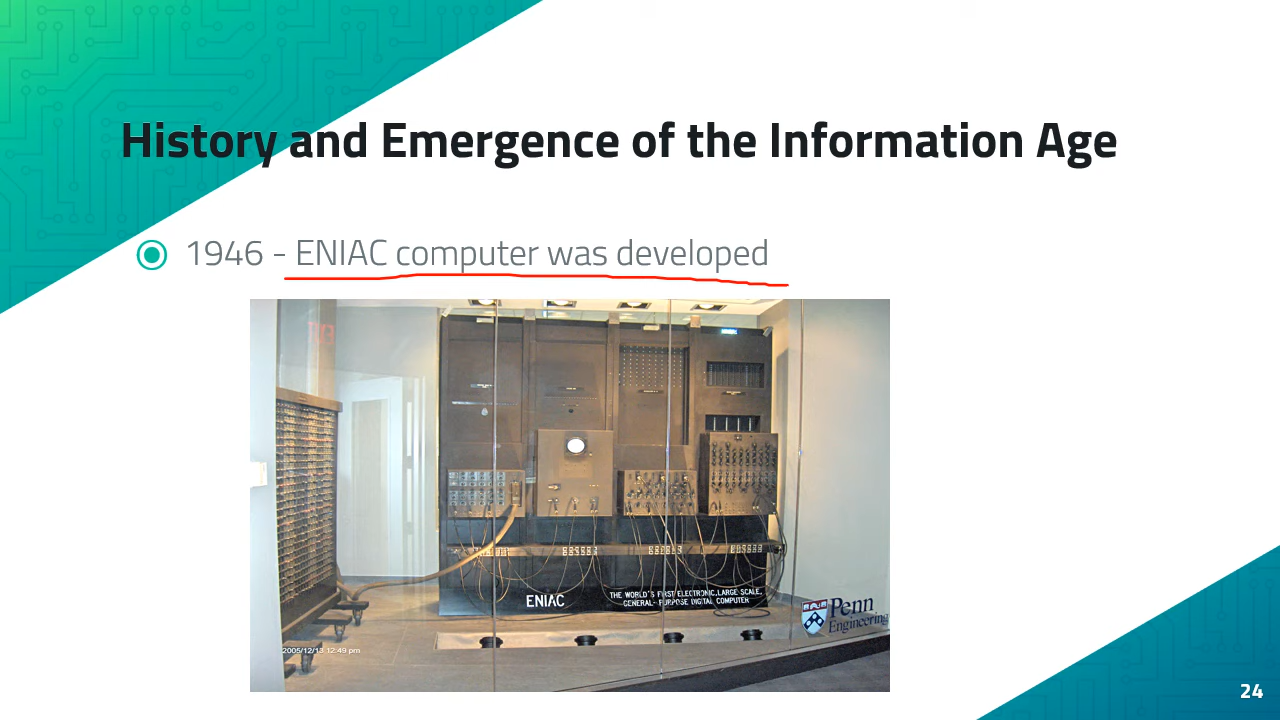 History and Emergence of the Information Age
1946 - ENIAC computer was developed
ENIAC
THE WORLD'S FIRST ELECTRONIC, LARGE SCALE,
GENERAL-PURPOSE DIGITAL COMPUTER
Penn
Engineering
2005/12/13 12:49 pm
24